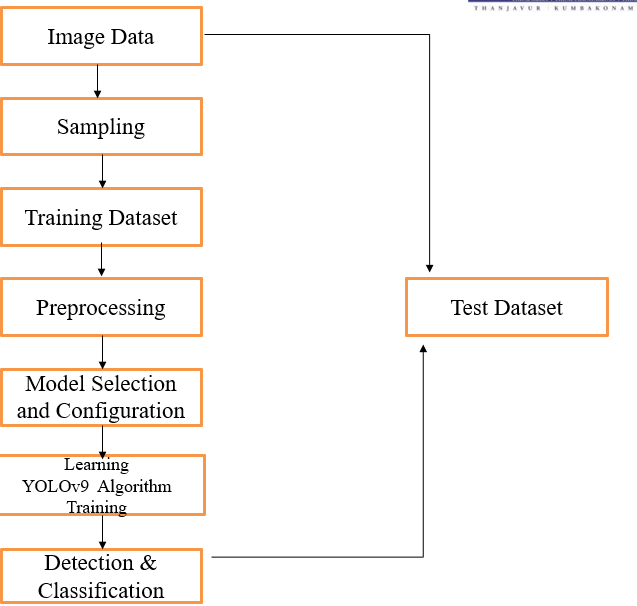 THANJAVUR | KUMBAKONAM
Image Data
Sampling
Training Dataset
Preprocessing
Test Dataset
Model Selection
and Configuration
Learning
YOLOv9 Algorithm
Training
Detection &
Classification